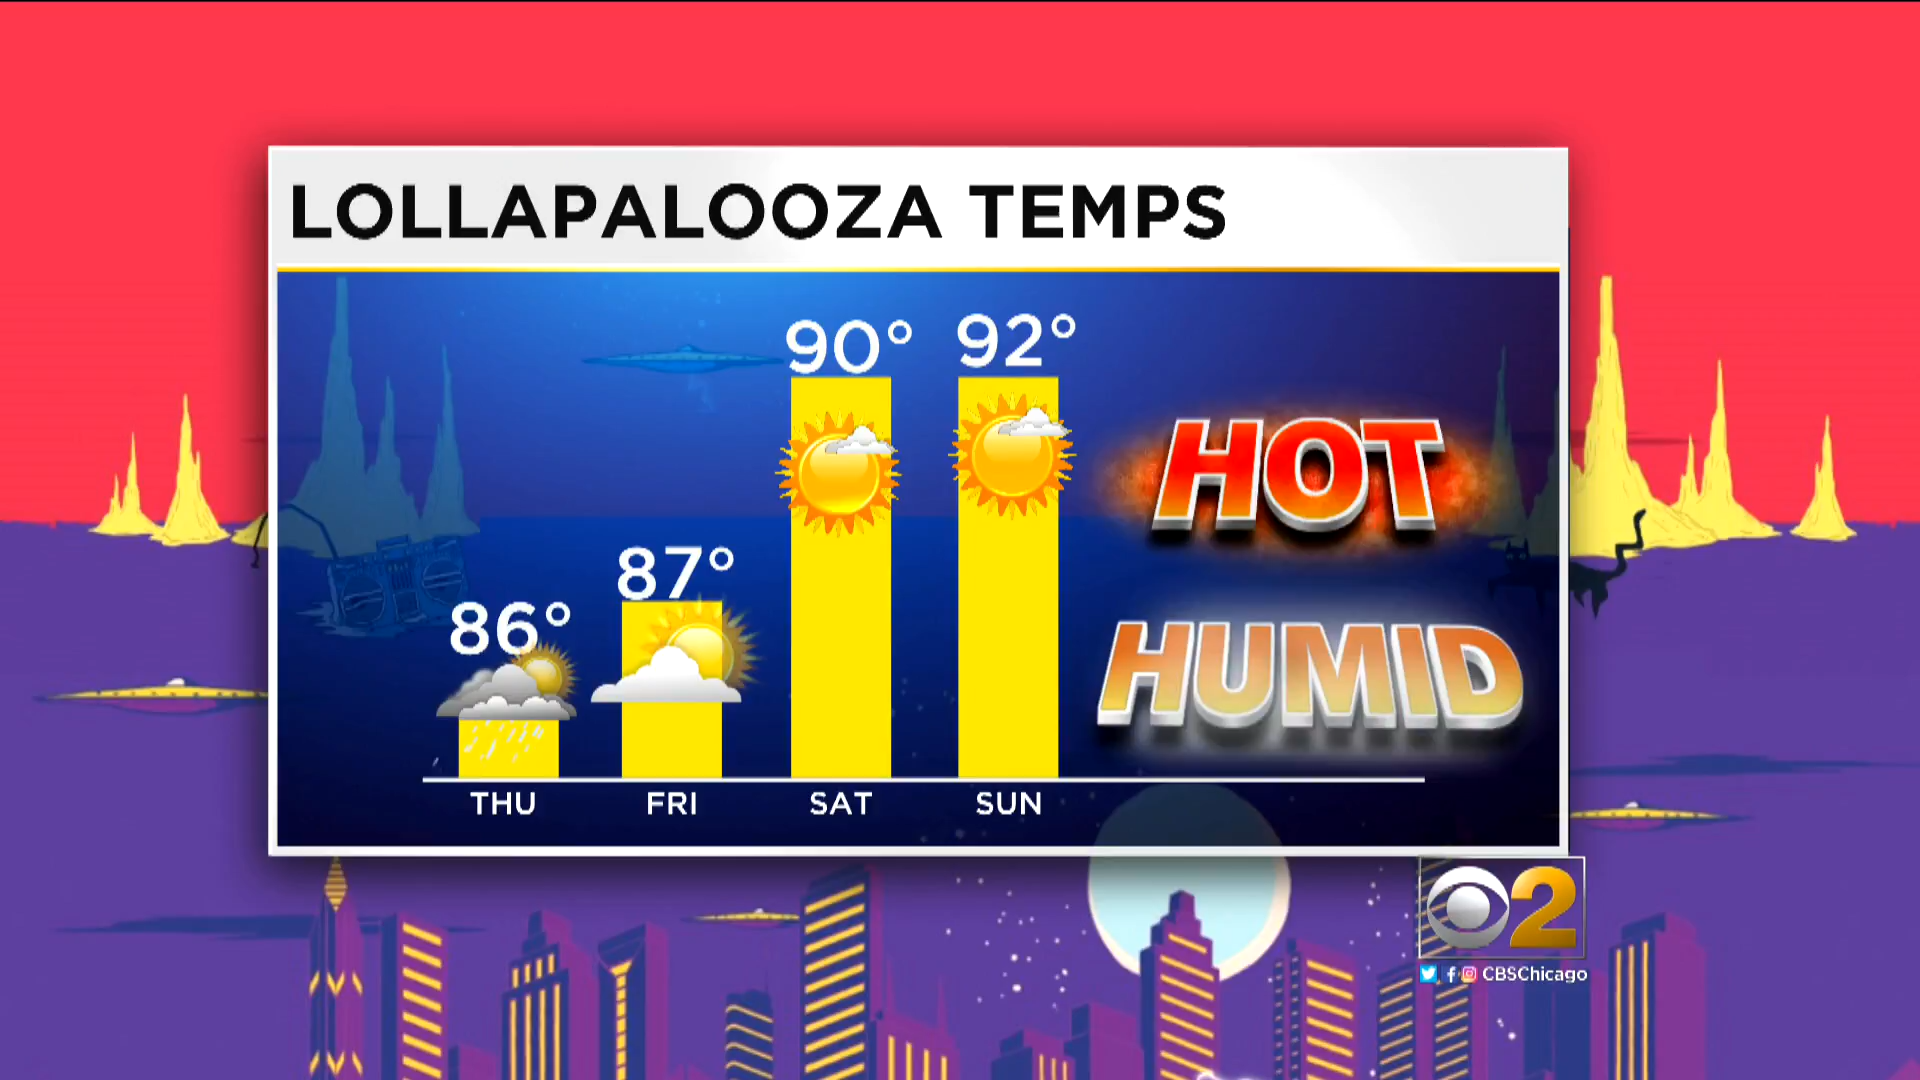 LOLLAPALOOZA TEMPS
86° 87° 90° 92°
HOT
HUMID
THU FRI SAT SUN
2
CBSChicago